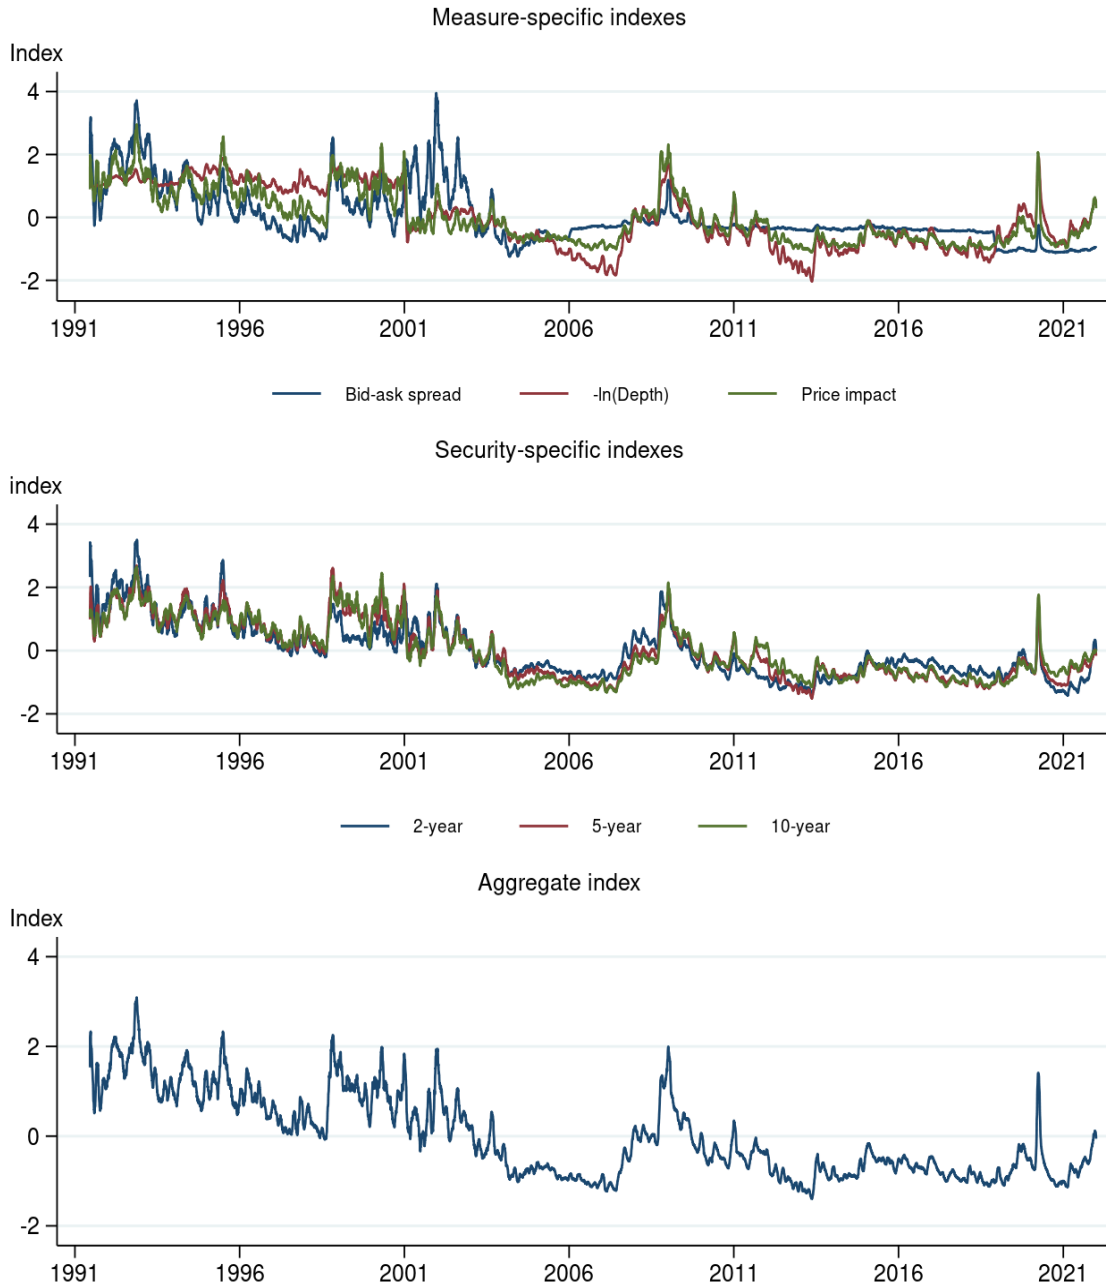 Measure-specific indexes
Index
4
2
0
-2
1991 1996 2001 2006 2011 2016 2021
Bid-ask spread -ln(Depth) Price impact
Security-specific indexes
index
4
2
0
-2
1991 1996 2001 2006 2011 2016 2021
2-year 5-year 10-year
Aggregate index
Index
4
2
0
-2
1991 1996 2001 2006 2011 2016 2021